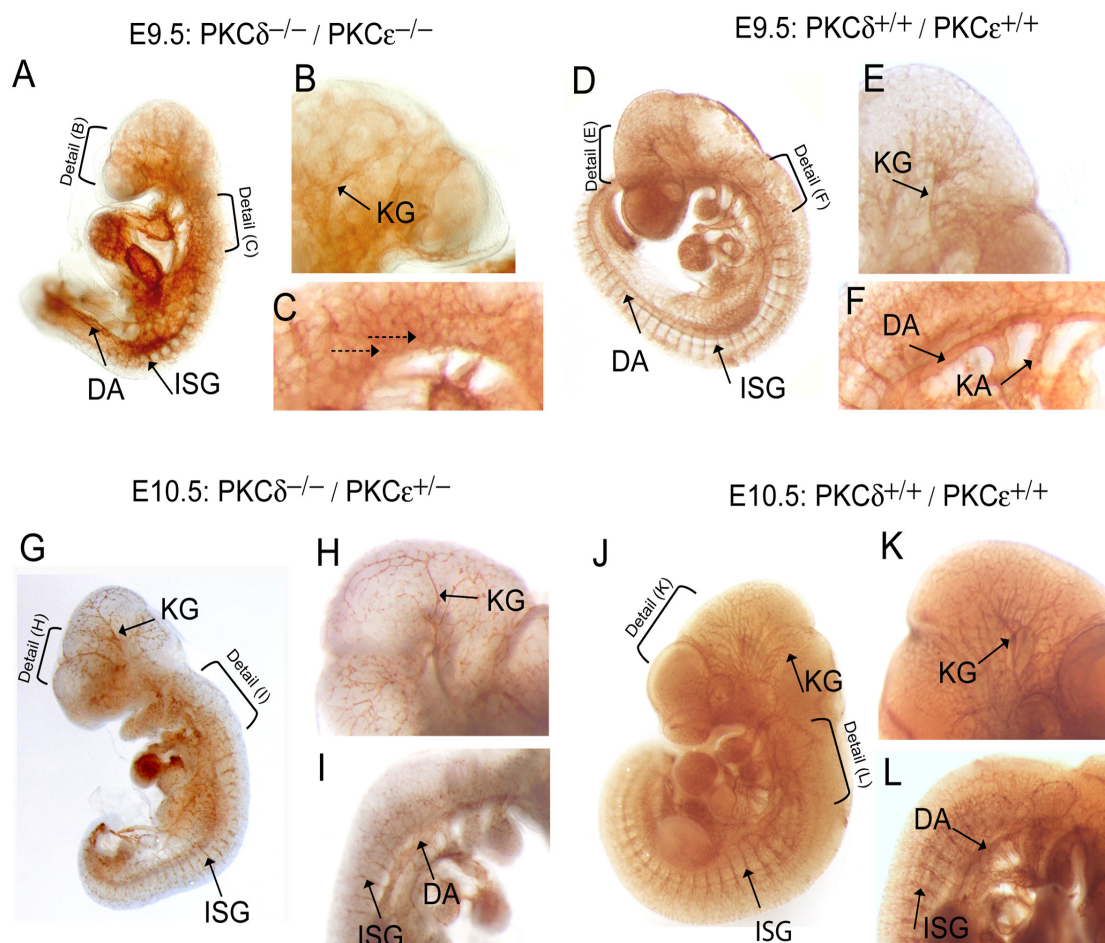 E9.5: PKCδ−/− / PKCε−/−
E9.5: PKCδ+/+ / PKCε+/+
A
Detail (B)
Detail (C)
DA
ISG
B
KG
C
D
Detail (E)
Detail (F)
DA
ISG
E
KG
F
DA
KA
E10.5: PKCδ−/− / PKCε+/−
E10.5: PKCδ+/+ / PKCε+/+
G
KG
Detail (H)
Detail (I)
ISG
H
KG
I
DA
ISG
J
Detail (K)
KG
Detail (L)
ISG
K
KG
L
DA
ISG